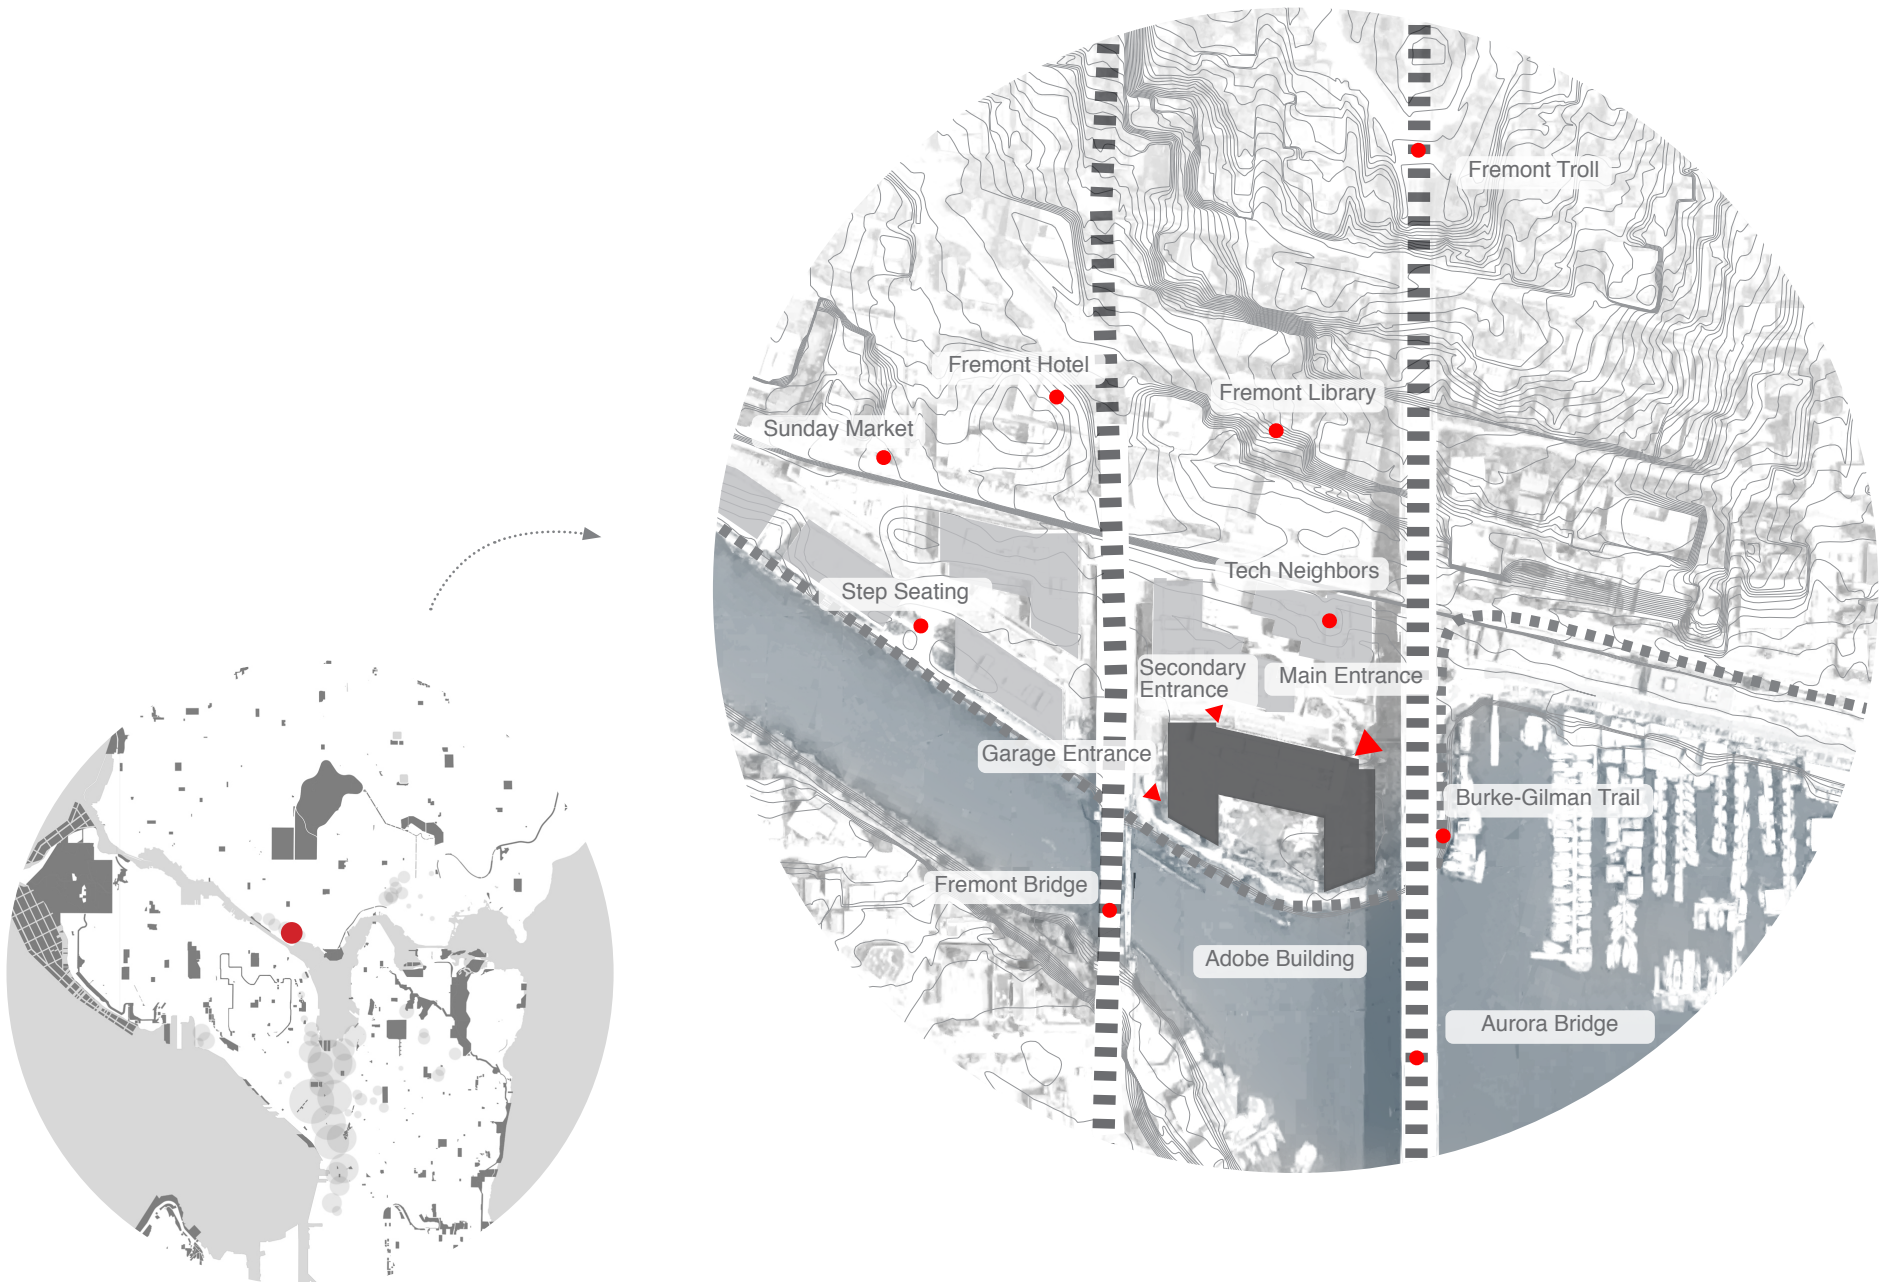 Fremont Troll
Fremont Hotel
Fremont Library
Sunday Market
Tech Neighbors
Step Seating
Secondary
Entrance
Main Entrance
Garage Entrance
Burke-Gilman Trail
Fremont Bridge
Adobe Building
Aurora Bridge